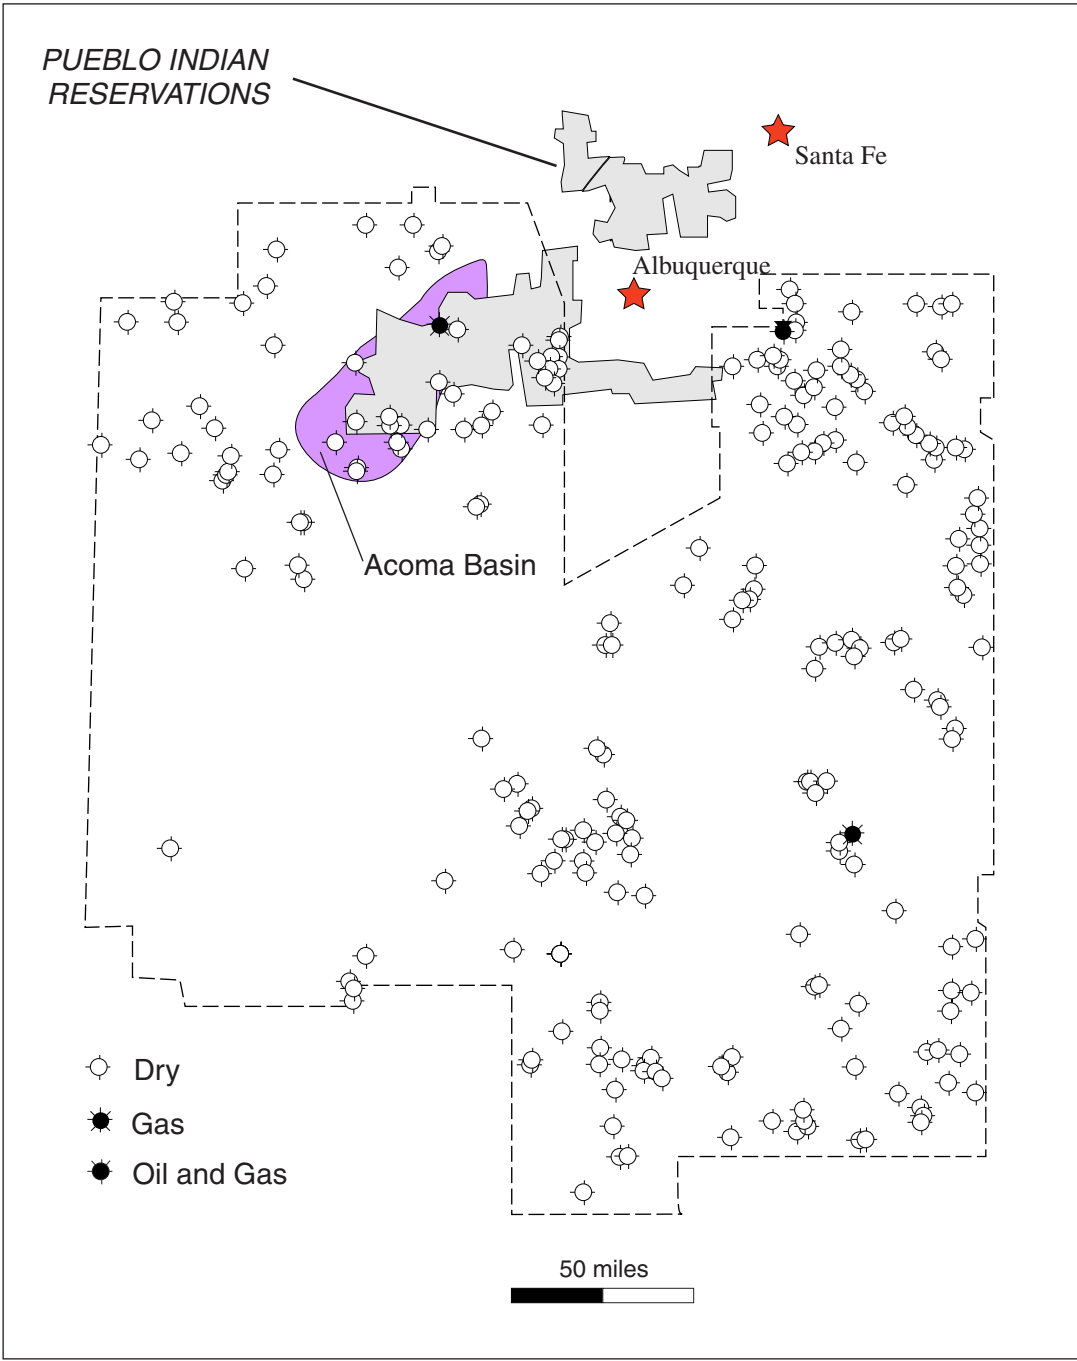 PUEBLO INDIAN
RESERVATIONS
Santa Fe
Albuquerque
Acoma Basin
Dry
Gas
Oil and Gas
50 miles